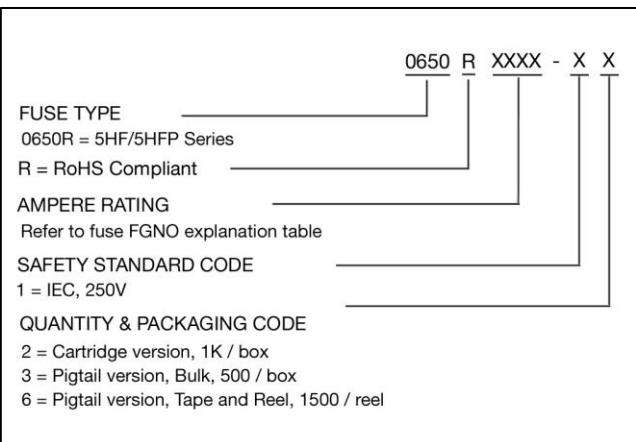 0650 R XXXX - X X
FUSE TYPE
0650R = 5HF/5HFP Series
R = RoHS Compliant
AMPERE RATING
Refer to fuse FGNO explanation table
SAFETY STANDARD CODE
1 = IEC, 250V
QUANTITY & PACKAGING CODE
2 = Cartridge version, 1K / box
3 = Pigtail version, Bulk, 500 / box
6 = Pigtail version, Tape and Reel, 1500 / reel